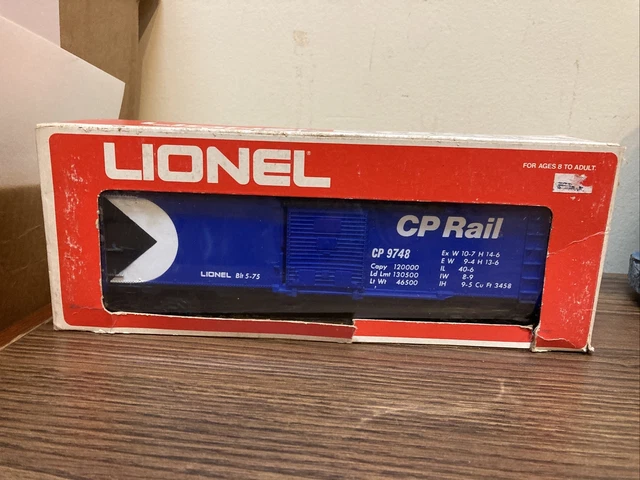 LIONEL
FOR AGES 8 TO ADULT
CP Rail
CP 9748
Capy 120000
Ld Lmt 130500
Lt Wt 46500
Ex W 10-7 H 14-6
E W 9-4 H 13-6
IL 40-6
IW 8-9
IH 9-5 Cu Ft 3458
LIONEL Blt 5-75